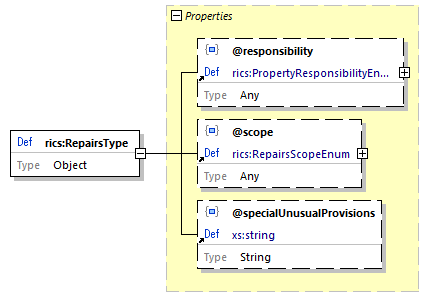 Properties
@responsibility
Def rics:PropertyResponsibilityEn...
Type Any
@scope
Def rics:RepairsScopeEnum
Type Any
Def rics:RepairsType
Type Object
@specialUnusualProvisions
Def xs:string
Type String